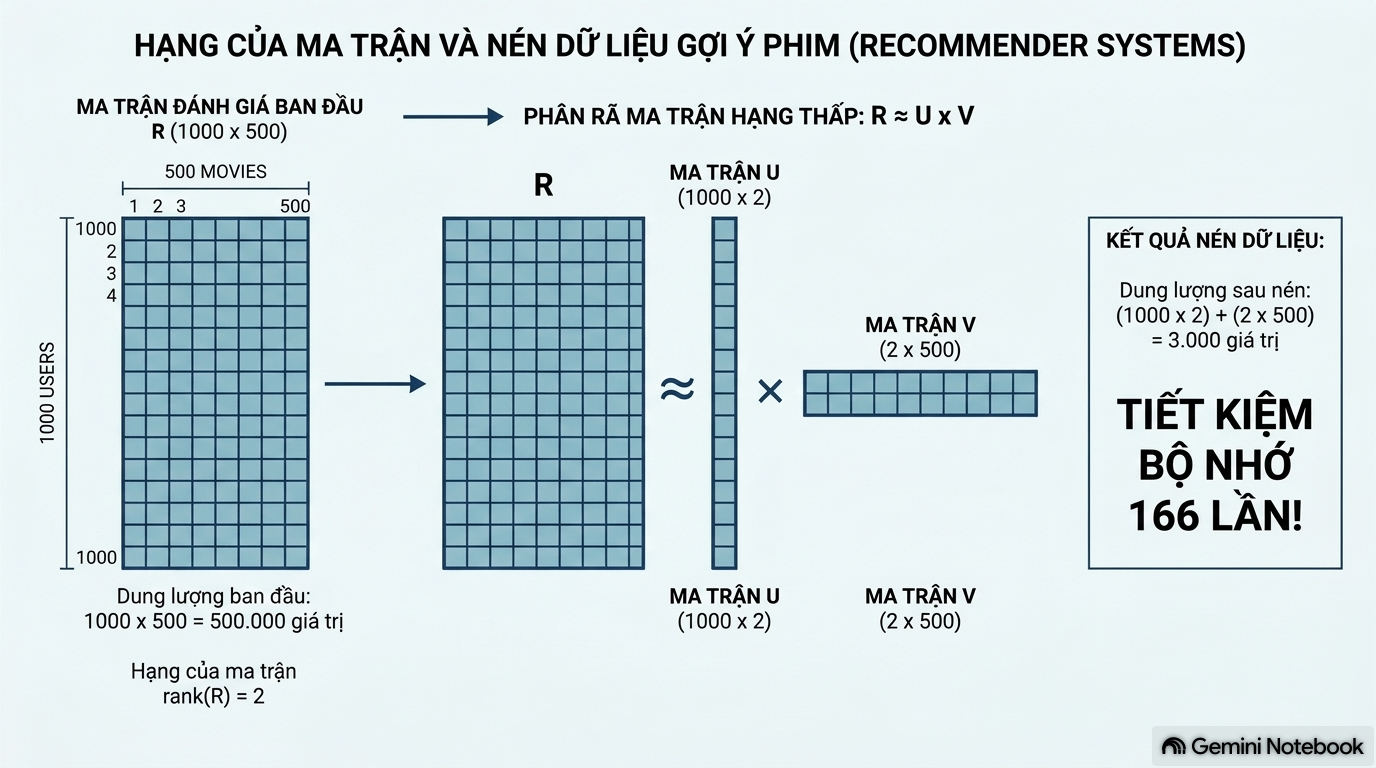 HẠNG CỦA MA TRẬN VÀ NÉN DỮ LIỆU GỢI Ý PHIM (RECOMMENDER SYSTEMS)
MA TRẬN ĐÁNH GIÁ BAN ĐẦU
R (1000 x 500)
PHÂN RÃ MA TRẬN HẠNG THẤP: R ≈ U x V
500 MOVIES
1 2 3 500
1000
2
3
4
1000
1000 USERS
Dung lượng ban đầu:
1000 x 500 = 500.000 giá trị
Hạng của ma trận
rank(R) = 2
R
≈
MA TRẬN U
(1000 x 2)
MA TRẬN U
(1000 x 2)
×
MA TRẬN V
(2 x 500)
MA TRẬN V
(2 x 500)
KẾT QUẢ NÉN DỮ LIỆU:
Dung lượng sau nén:
(1000 x 2) + (2 x 500)
= 3.000 giá trị
TIẾT KIỆM
BỘ NHỚ
166 LẦN!
Gemini Notebook